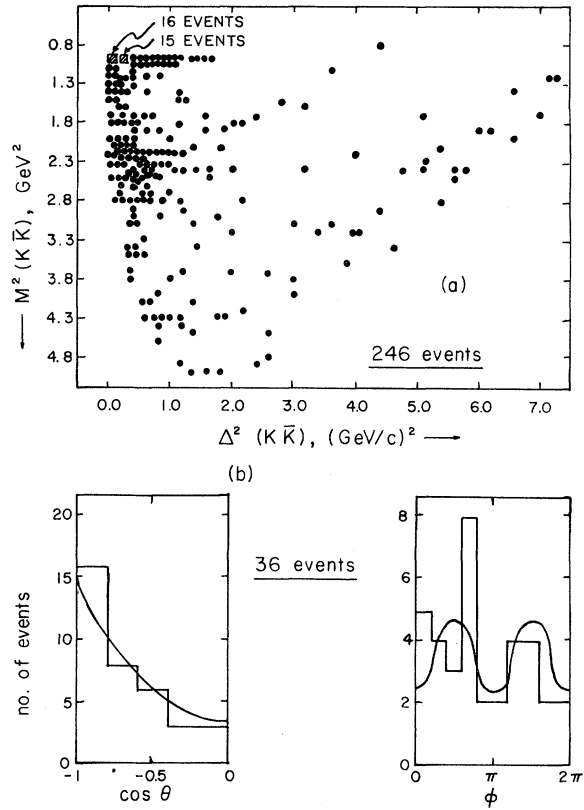 16 EVENTS
15 EVENTS
0.8
1.3
1.8
2.3
2.8
3.3
3.8
4.3
4.8
← M² (K K̄), GeV²
(a)
246 events
0.0 1.0 2.0 3.0 4.0 5.0 6.0 7.0
Δ² (K K̄), (GeV/c)² →
(b)
20
15
10
5
0
no. of events
-1 -0.5 0
cos θ
36 events
8
6
4
2
0 π 2π
ϕ